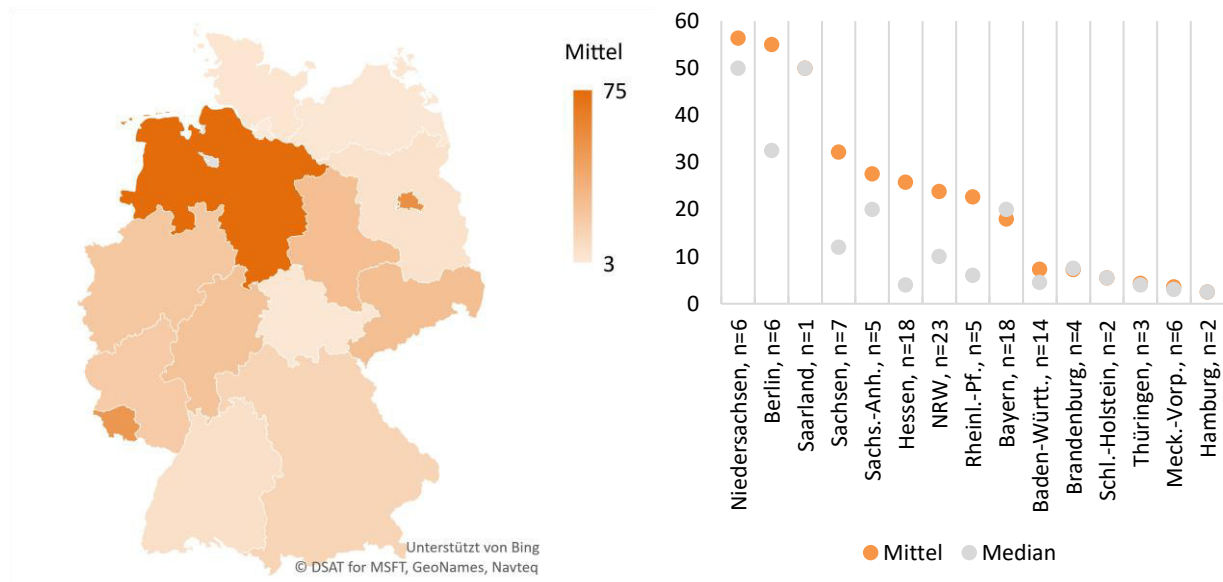 Mittel
75
3
Unterstützt von Bing
© DSAT for MSFT, GeoNames, Navteq
60
50
40
30
20
10
0
Niedersachsen, n=6
Berlin, n=6
Saarland, n=1
Sachsen, n=7
Sachs.-Anh., n=5
Hessen, n=18
NRW, n=23
Rheinl.-Pf., n=5
Bayern, n=18
Baden-Württ., n=14
Brandenburg, n=4
Schl.-Holstein, n=2
Thüringen, n=3
Meck.-Vorp., n=6
Hamburg, n=2
Mittel
Median